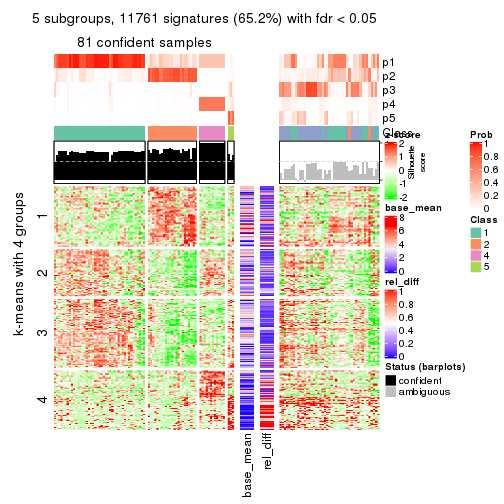 5 subgroups, 11761 signatures (65.2%) with fdr < 0.05
81 confident samples
p1
p2
p3
p4
p5
Class
k-means with 4 groups
1
2
3
4
base_mean
rel_diff
z-score
2
1
0
-1
-2
Silhouette
score
base_mean
8
6
4
2
0
rel_diff
1
0.8
0.6
0.4
0.2
0
Status (barplots)
confident
ambiguous
Prob
1
0.8
0.6
0.4
0.2
0
Class
1
2
4
5